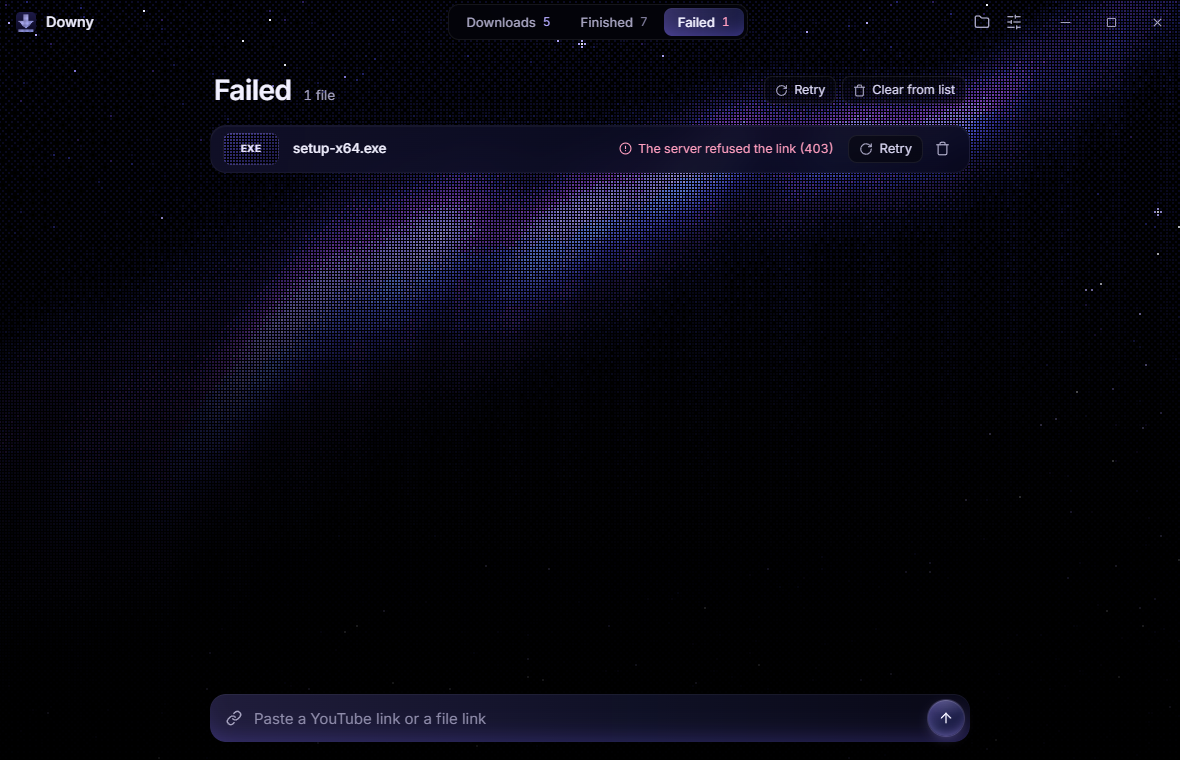 Downy
Downloads 5 Finished 7 Failed 1
Failed 1 file
Retry Clear from list
EXE setup-x64.exe The server refused the link (403) Retry
Paste a YouTube link or a file link